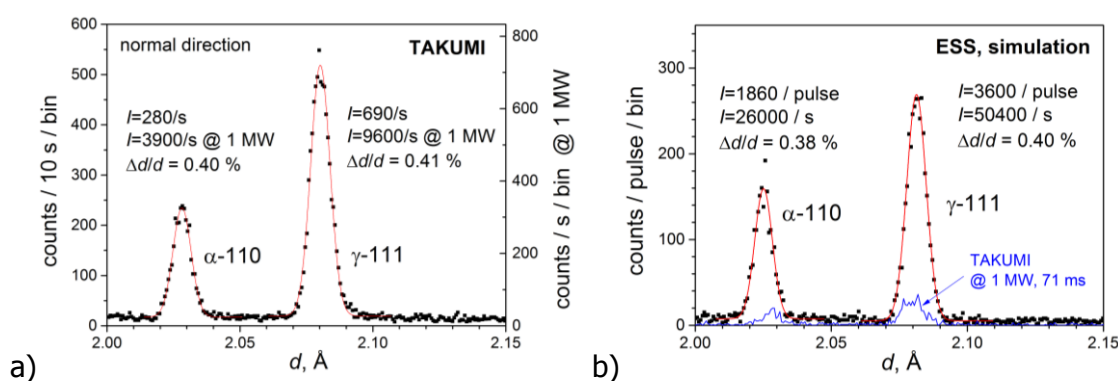 normal direction
TAKUMI
I=280/s
I=3900/s @ 1 MW
Δd/d = 0.40 %
I=690/s
I=9600/s @ 1 MW
Δd/d = 0.41 %
α-110
γ-111
600
500
400
300
200
100
0
counts / 10 s / bin
800
600
400
200
0
counts / s / bin @ 1 MW
2.00
2.05
2.10
2.15
d, Å
a)
ESS, simulation
I=1860 / pulse
I=26000 / s
Δd/d = 0.38 %
I=3600 / pulse
I=50400 / s
Δd/d = 0.40 %
α-110
γ-111
TAKUMI
@ 1 MW, 71 ms
300
200
100
0
counts / pulse / bin
2.00
2.05
2.10
2.15
d, Å
b)